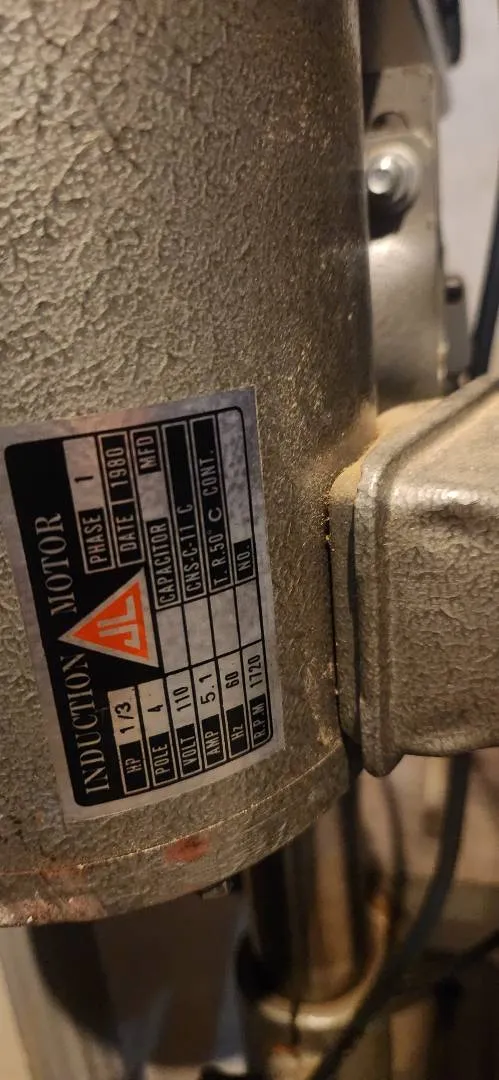 INDUCTION MOTOR
HP 1/3 PHASE 1
POLE 4 DATE 1980
VOLT 110 CAPACITOR MFD
AMP 5.1 CNS-C-11 C
Hz 60 T.R.50°C CONT.
R.P.M 1720 NO.
JL